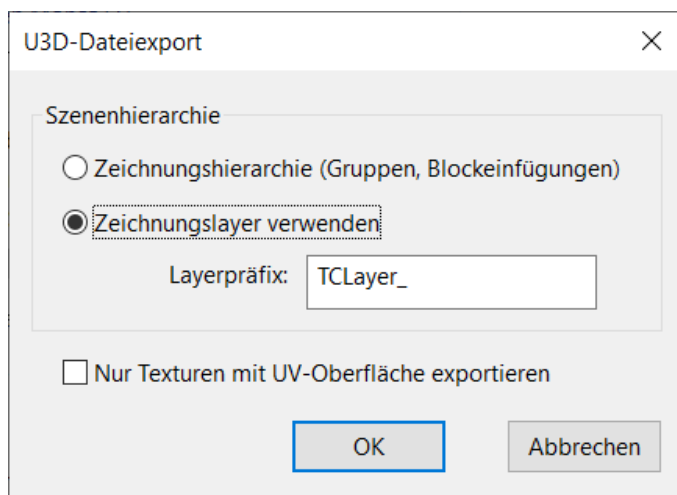 U3D-Dateiexport
Szenenhierarchie
Zeichnungshierarchie (Gruppen, Blockeinfügungen)
Zeichnungslayer verwenden
Layerpräfix: TCLayer_
Nur Texturen mit UV-Oberfläche exportieren
OK Abbrechen